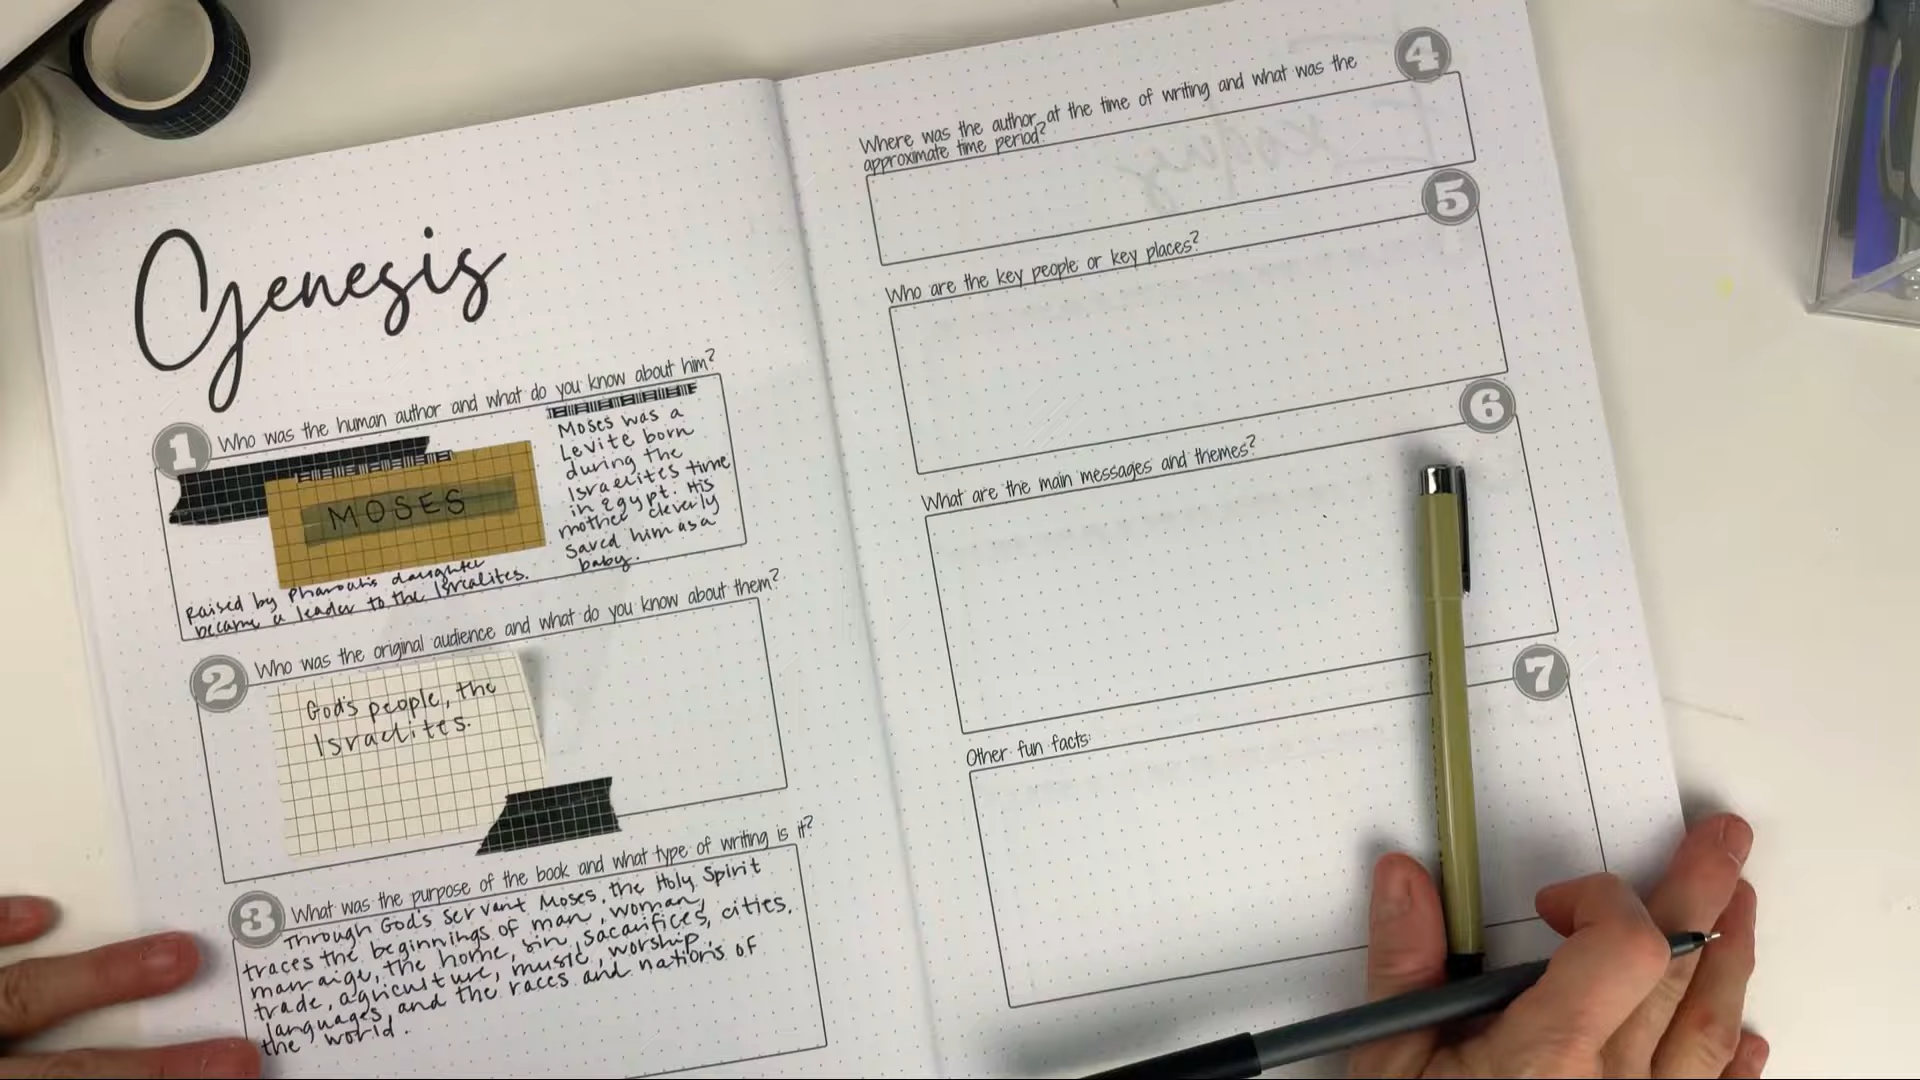 Genesis
1
Who was the human author and what do you know about him?
MOSES
Moses was a
Levite born
during the
Israelites time
in Egypt. His
mother cleverly
saved him as a
baby.
Raised by Pharoah's daughter
became a leader to the Israelites.
2
Who was the original audience and what do you know about them?
God's people, the
Israelites.
3
What was the purpose of the book and what type of writing is it?
Through God's servant Moses, the Holy Spirit
traces the beginnings of man, woman,
marraige, the home, sin, sacarifices, cities,
trade, agriculture, music, worship,
languages, and the races and nations of
the world.
4
Where was the author at the time of writing and what was the
approximate time period?
Exodus
5
Who are the key people or key places?
6
What are the main messages and themes?
7
Other fun facts: